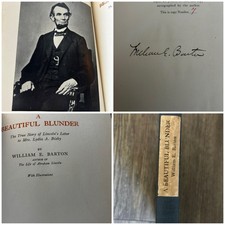 autographed by the author
This is copy Number 7
William E. Barton
A
BEAUTIFUL BLUNDER
The True Story of Lincoln's Letter
to Mrs. Lydia A. Bixby
BY
WILLIAM E. BARTON
AUTHOR OF
The Life of Abraham Lincoln
With Illustrations
A BEAUTIFUL BLUNDER
William E. Barton